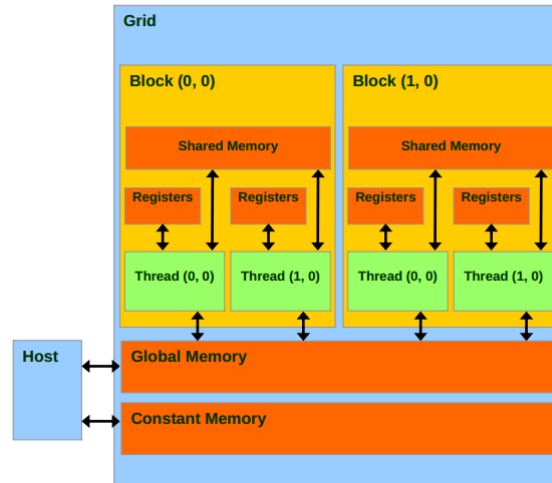 Grid
Block (0, 0)
Block (1, 0)
Shared Memory
Shared Memory
Registers
Registers
Registers
Registers
Thread (0, 0)
Thread (1, 0)
Thread (0, 0)
Thread (1, 0)
Host
Global Memory
Constant Memory